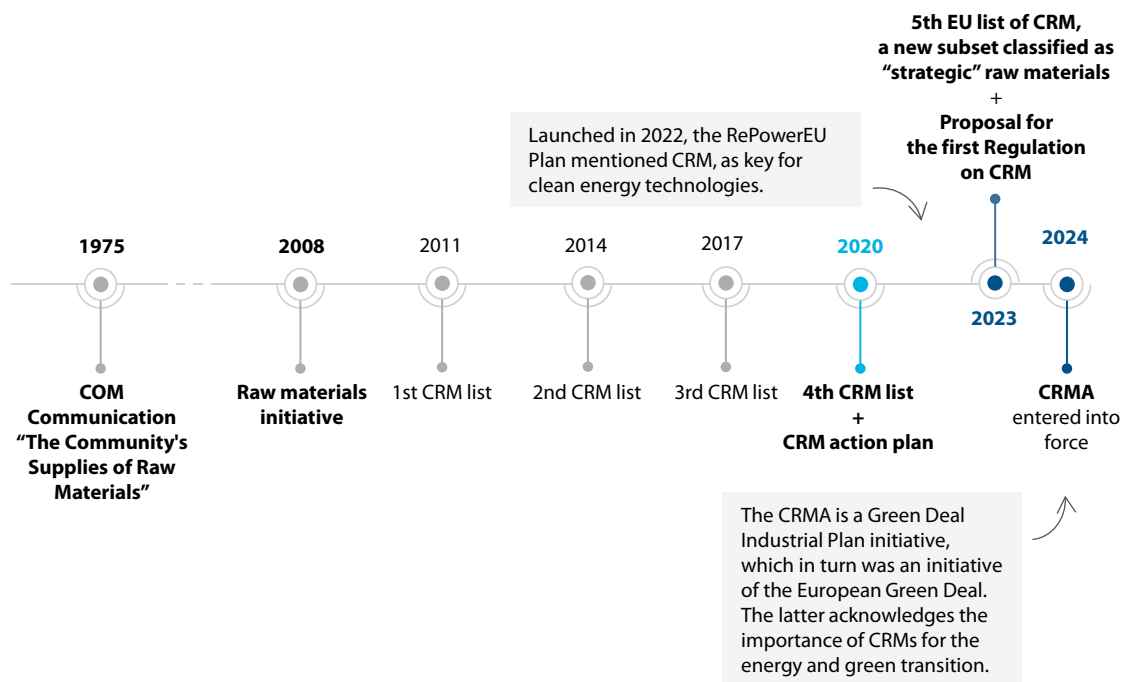 5th EU list of CRM,
a new subset classified as
“strategic” raw materials
+
Proposal for
the first Regulation
on CRM
Launched in 2022, the RePowerEU
Plan mentioned CRM, as key for
clean energy technologies.
1975
2008
2011
2014
2017
2020
2023
2024
COM
Communication
“The Community's
Supplies of Raw
Materials”
Raw materials
initiative
1st CRM list
2nd CRM list
3rd CRM list
4th CRM list
+
CRM action plan
CRMA
entered into
force
The CRMA is a Green Deal
Industrial Plan initiative,
which in turn was an initiative
of the European Green Deal.
The latter acknowledges the
importance of CRMs for the
energy and green transition.